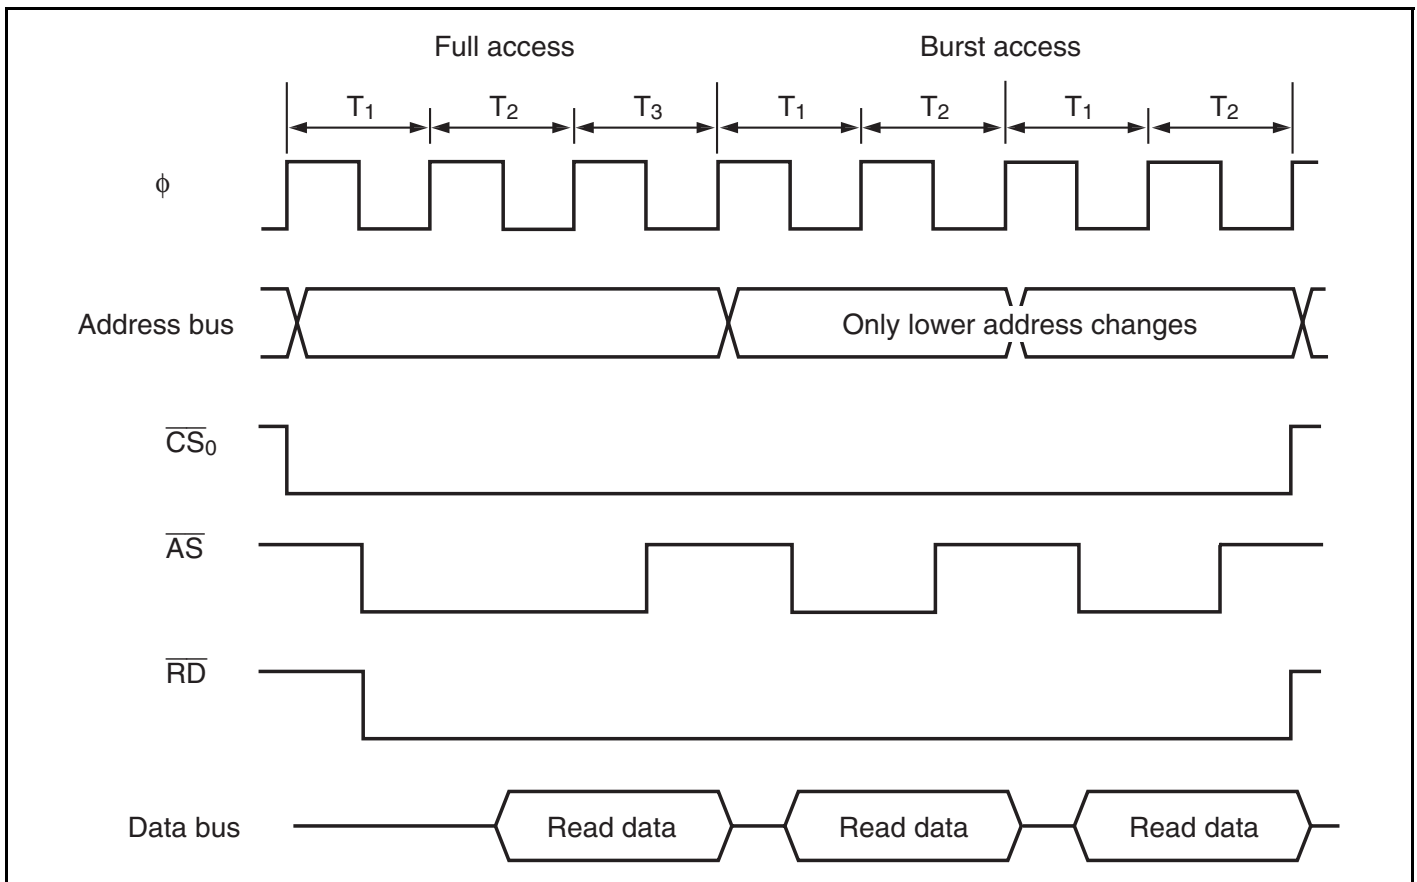 Full access Burst access
T1 T2 T3 T1 T2 T1 T2
ϕ
Address bus Only lower address changes
CS0
AS
RD
Data bus Read data Read data Read data